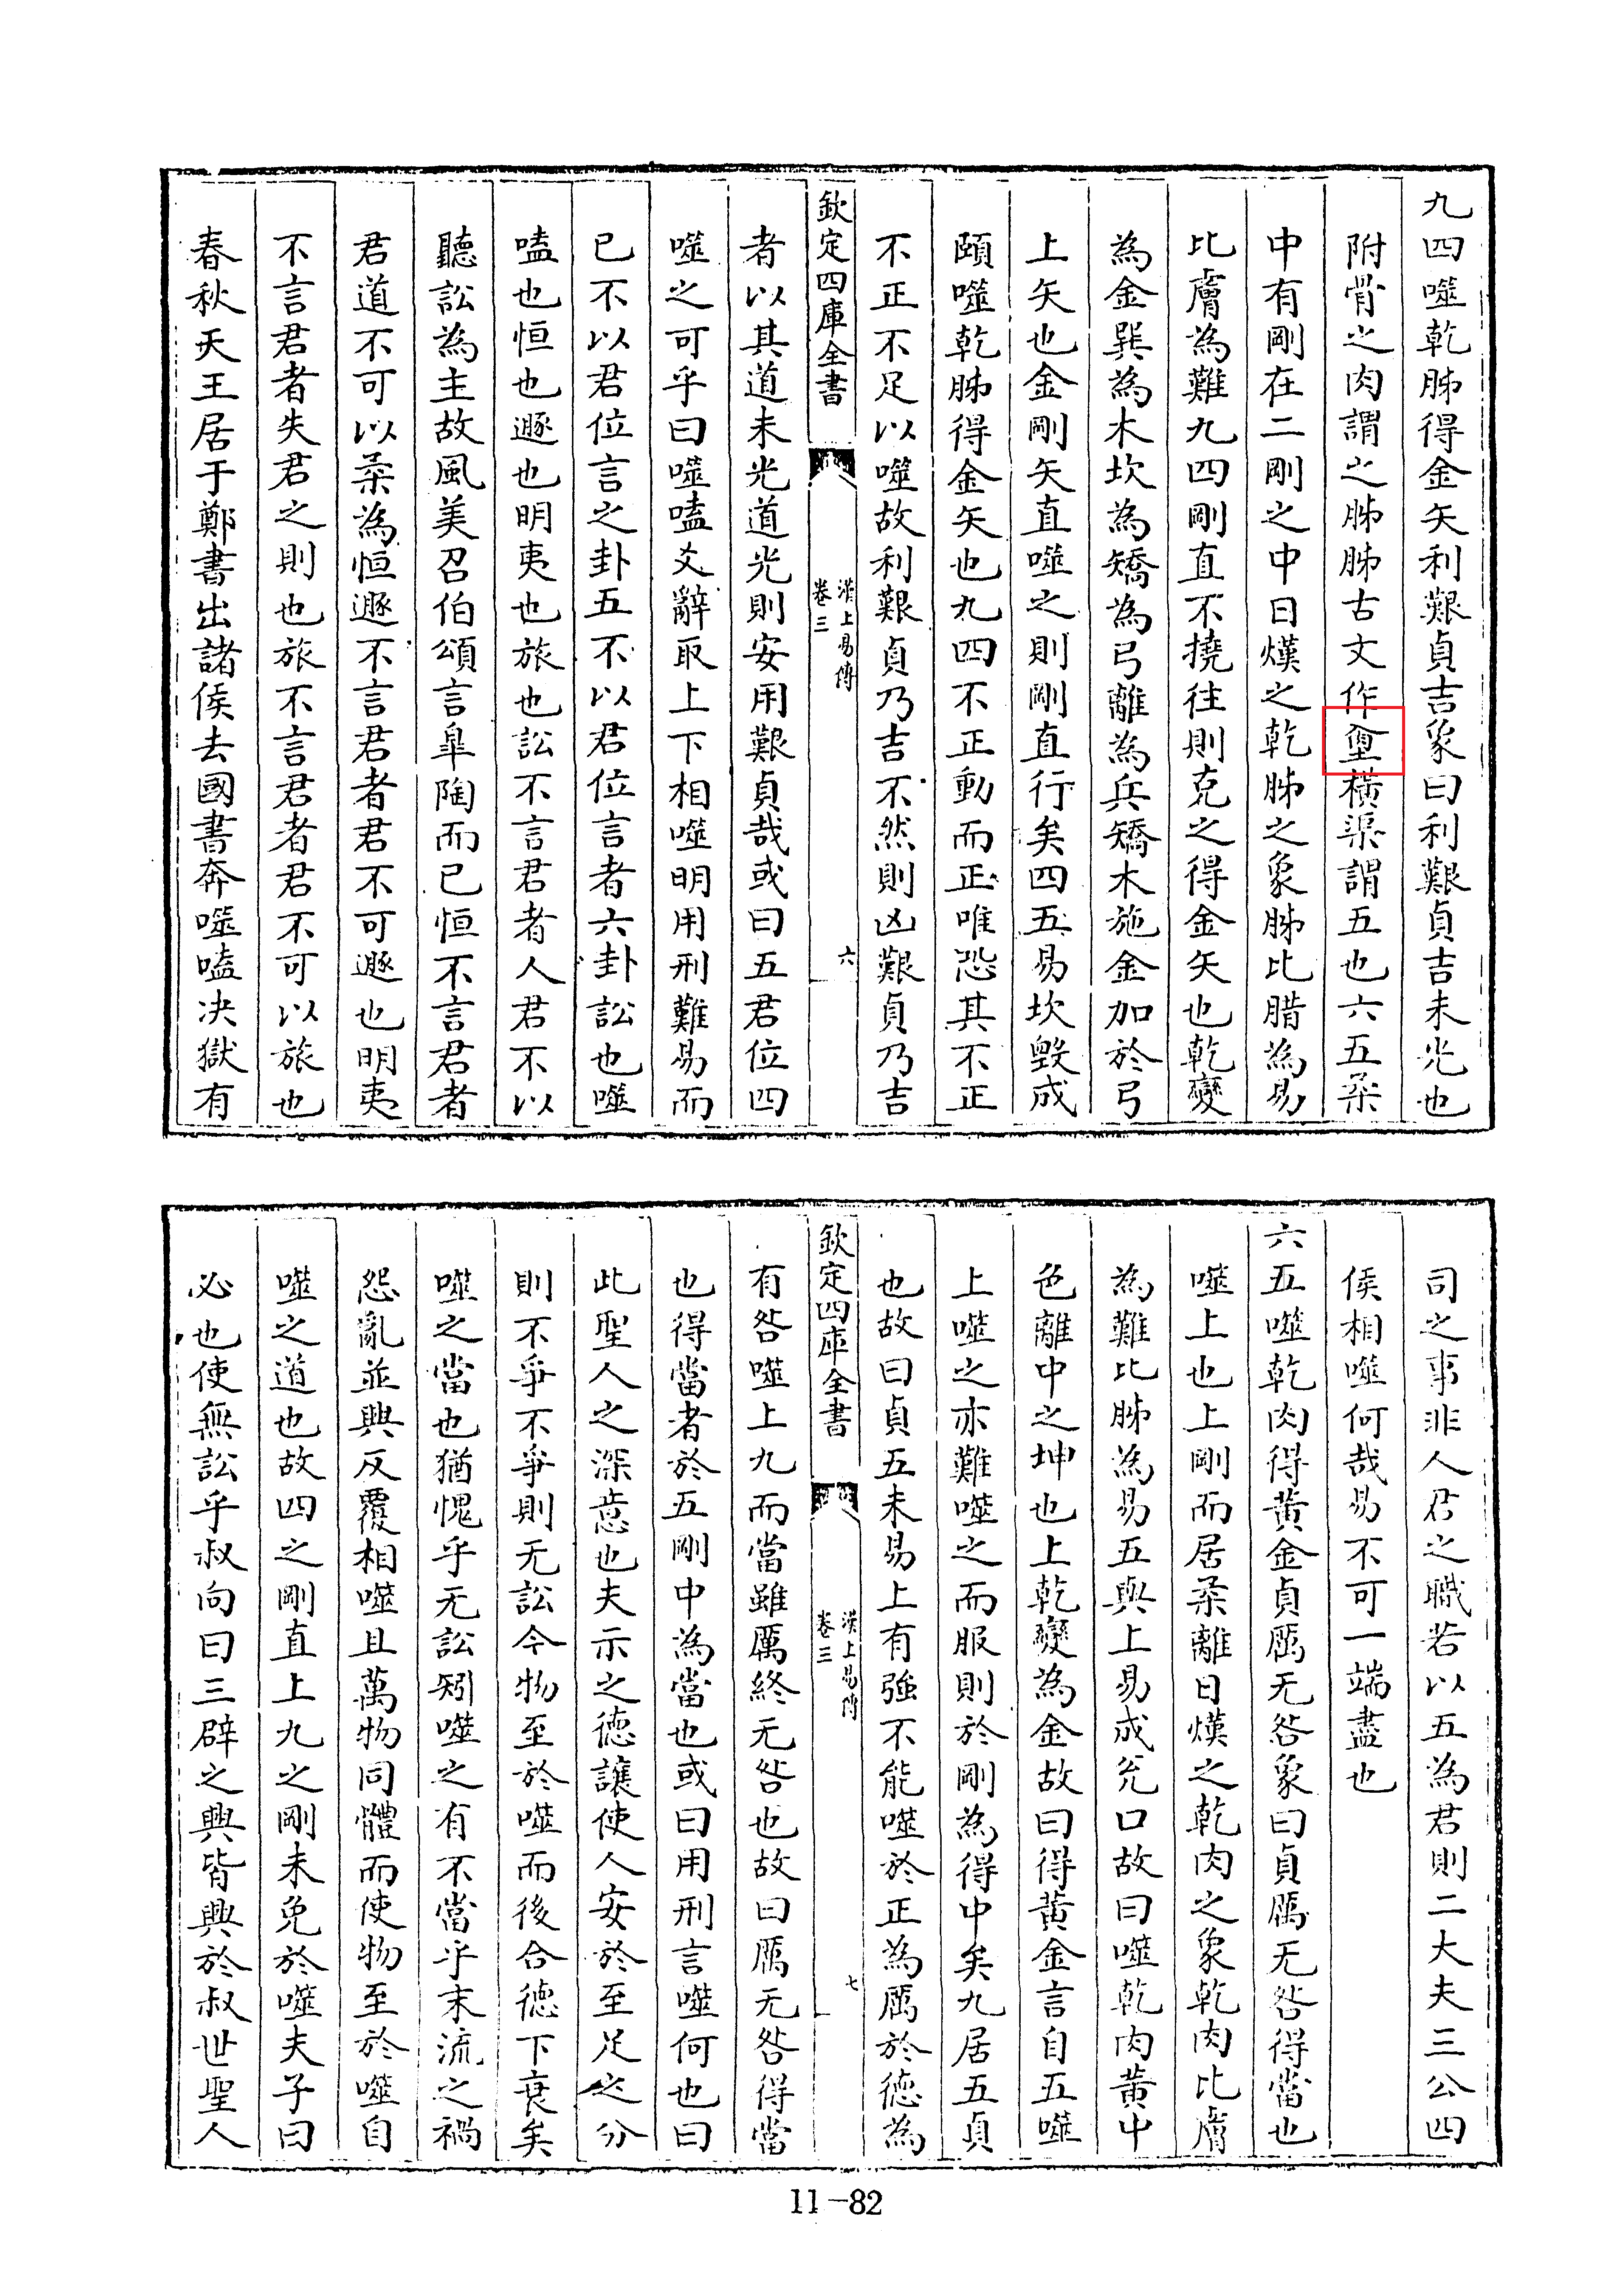 九四噬乾胏得金矢利艱貞吉象曰利艱貞吉未光也
附骨之肉謂之胏胏古文作橫渠謂五也六五柔
中有剛在二剛之中日熯之乾胏之象胏比腊為易
比膚為難九四剛直不撓往則克之得金矢也乾變
為金巽為木坎為矯為弓離為兵矯木施金加於弓
上矢也金剛矢直噬之則剛直行矣四五易坎毀成
頤噬乾胏得金矢也九四不正動而正唯恐其不正
不正不足以噬故利艱貞乃吉不然則凶艱貞乃吉
欽定四庫全書
漢上易傳
卷三
六
者以其道未光道光則安用艱貞哉或曰五君位四
噬之可乎曰噬嗑爻辭取上下相噬明用刑難易而
已不以君位言之卦五不以君位言者六卦訟也噬
嗑也恒也遯也明夷也旅也訟不言君者人君不以
聽訟為主故風美召伯頌言臯陶而已恒不言君者
君道不可以柔為恒遯不言君者君不可遯也明夷
不言君者失君之則也旅不言君者君不可以旅也
春秋天王居于鄭書出諸侯去國書奔噬嗑決獄有
司之事非人君之職若以五為君則二大夫三公四
侯相噬何哉易不可一端盡也
六五噬乾肉得黃金貞厲无咎象曰貞厲无咎得當也
噬上也上剛而居柔離日熯之乾肉之象乾肉比膚
為難比胏為易五與上易成兊口故曰噬乾肉黃中
色離中之坤也上乾變為金故曰得黃金言自五噬
上噬之亦難噬之而服則於剛為得中矣九居五貞
也故曰貞五未易上有強不能噬於正為厲於德為
欽定四庫全書
漢上易傳
卷三
七
有咎噬上九而當雖厲終无咎也故曰厲无咎得當
也得當者於五剛中為當也或曰用刑言噬何也曰
此聖人之深意也夫示之德讓使人安於至足之分
則不爭不爭則无訟今物至於噬而後合德下衰矣
噬之當也猶愧乎无訟矧噬之有不當乎末流之禍
怨亂並興反覆相噬且萬物同體而使物至於噬自
噬之道也故四之剛直上九之剛未免於噬夫子曰
必也使無訟乎叔向曰三辟之興皆興於叔世聖人
11-82